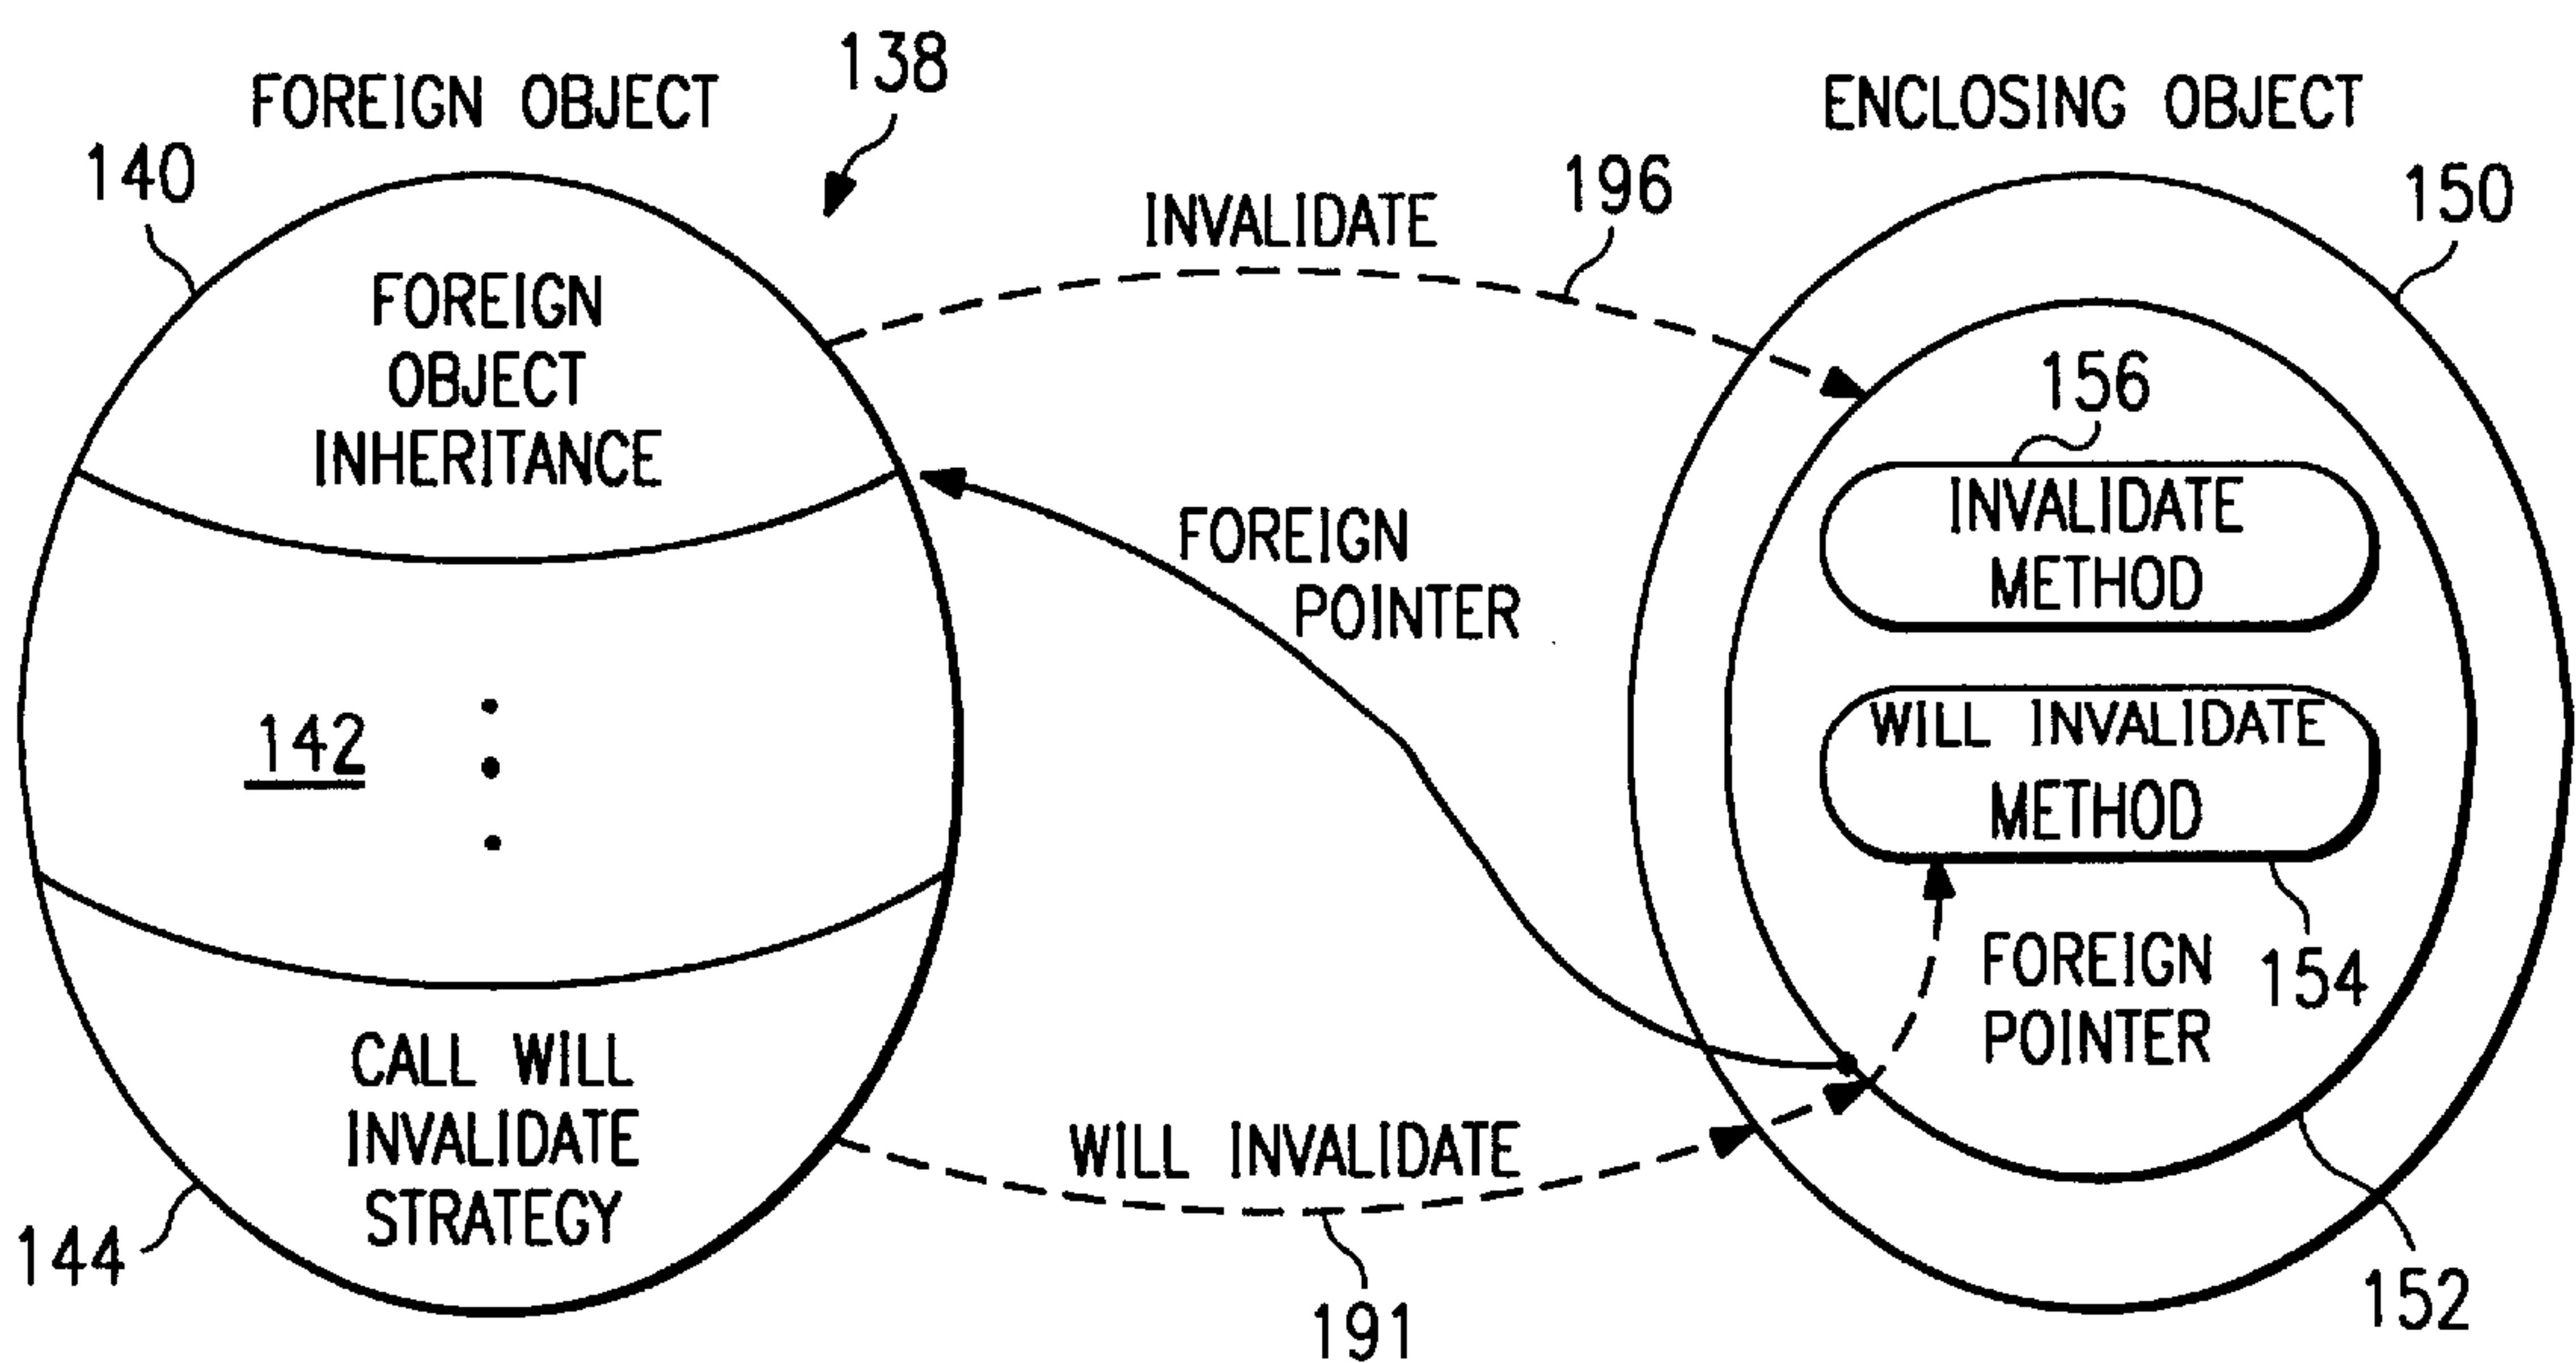 138
FOREIGN OBJECT
ENCLOSING OBJECT
140
196
150
INVALIDATE
FOREIGN
OBJECT
INHERITANCE
156
INVALIDATE
METHOD
FOREIGN
POINTER
142
WILL INVALIDATE
METHOD
FOREIGN
POINTER
154
CALL WILL
INVALIDATE
STRATEGY
WILL INVALIDATE
144
191
152